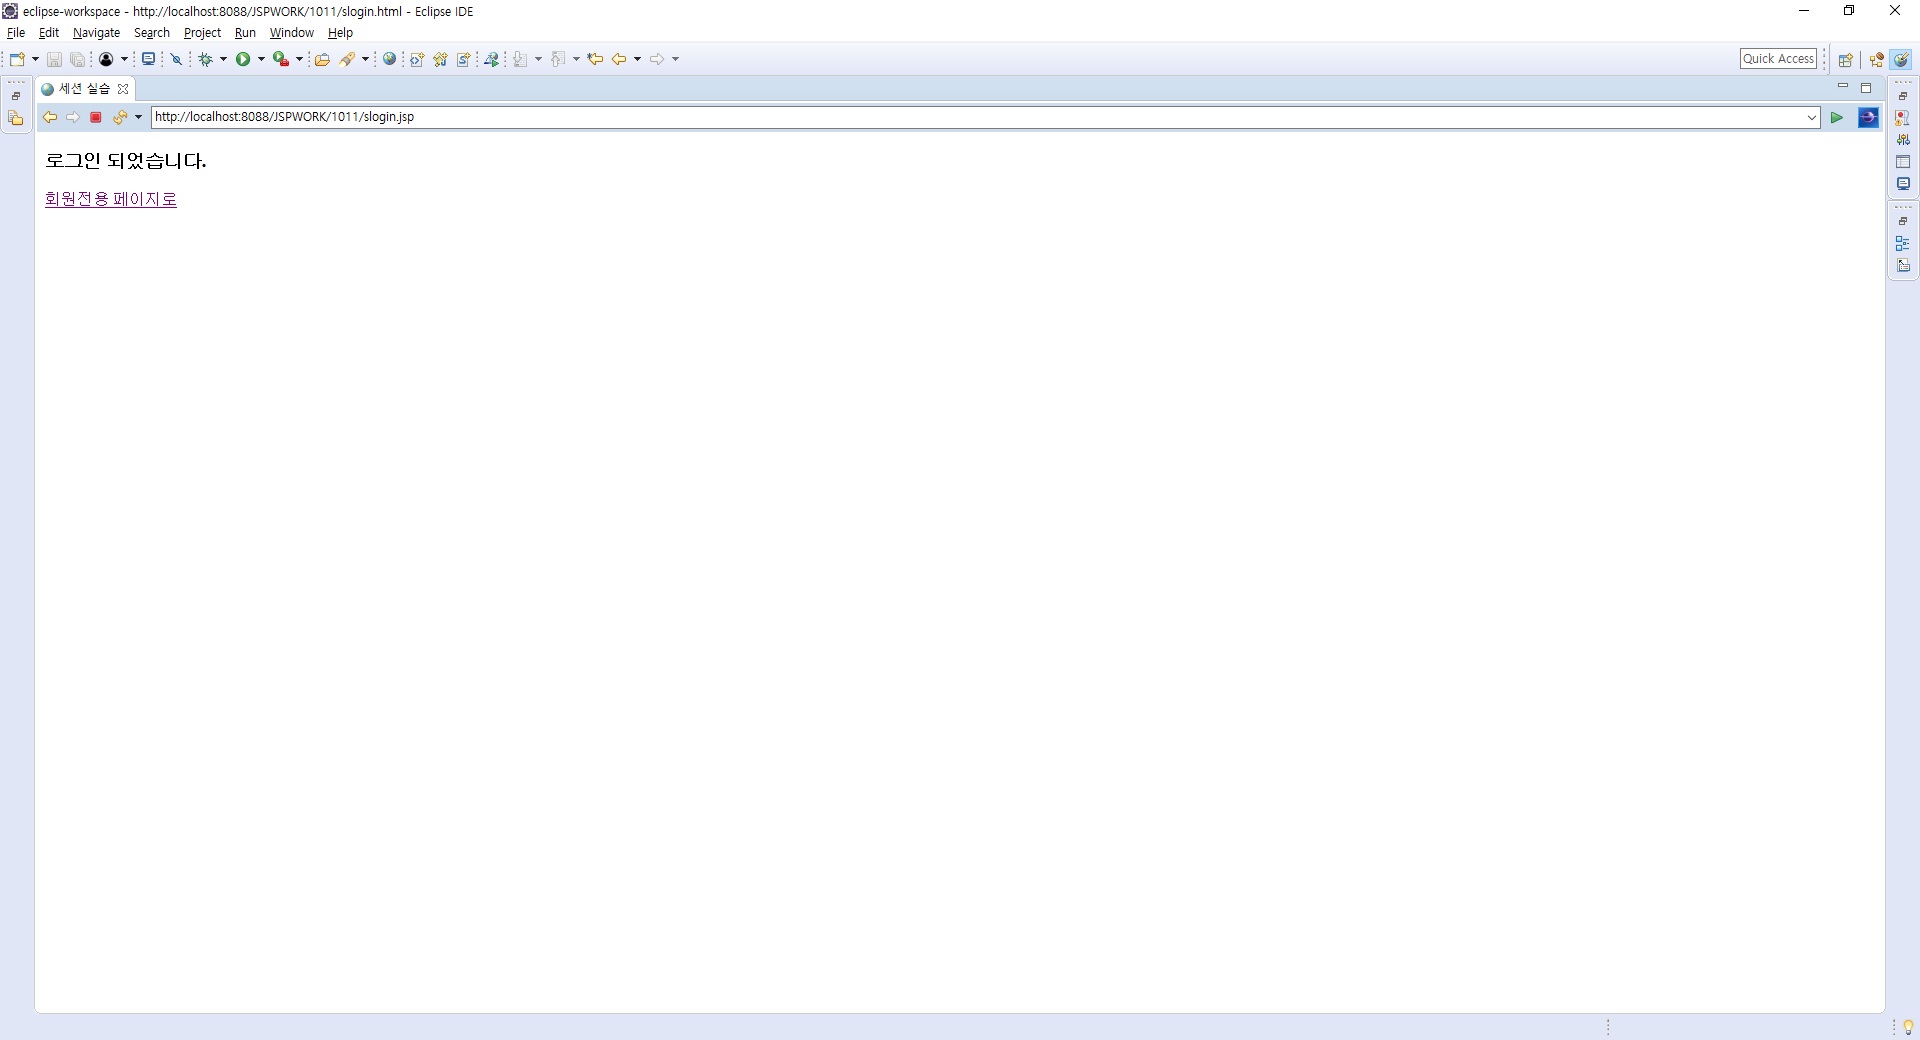 eclipse-workspace - http://localhost:8088/JSPWORK/1011/slogin.html - Eclipse IDE
File Edit Navigate Search Project Run Window Help
Quick Access
세션 실습
http://localhost:8088/JSPWORK/1011/slogin.jsp
로그인 되었습니다.
회원전용 페이지로